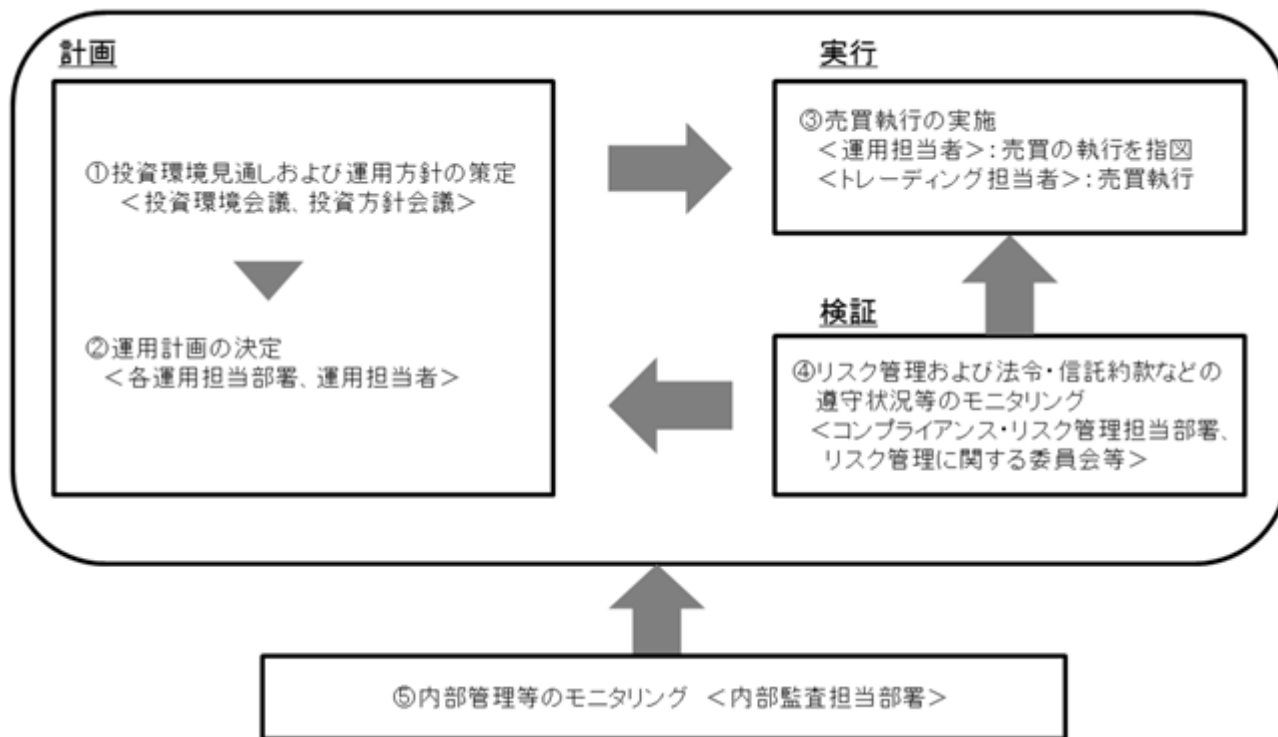 計画
①投資環境見通しおよび運用方針の策定
＜投資環境会議、投資方針会議＞
②運用計画の決定
＜各運用担当部署、運用担当者＞
実行
③売買執行の実施
＜運用担当者＞：売買の執行を指図
＜トレーディング担当者＞：売買執行
検証
④リスク管理および法令・信託約款などの
遵守状況等のモニタリング
＜コンプライアンス・リスク管理担当部署、
リスク管理に関する委員会等＞
⑤内部管理等のモニタリング ＜内部監査担当部署＞